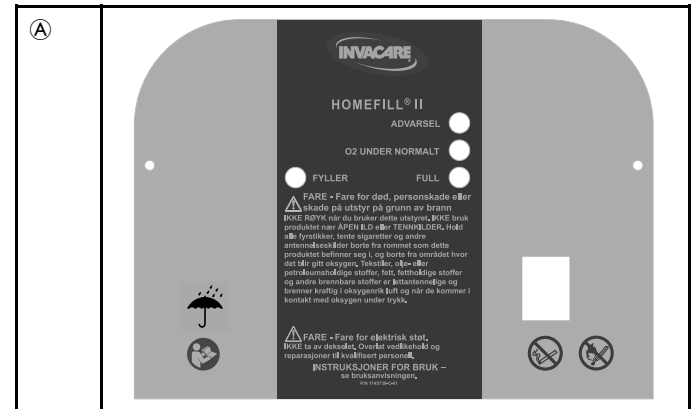 Ⓐ
INVACARE
HOMEFILL® II
ADVARSEL
O2 UNDER NORMALT
FYLLER FULL
FARE - Fare for død, personskade eller
skade på utstyr på grunn av brann
IKKE RØYK når du bruker dette utstyret. IKKE bruk
produktet nær ÅPEN ILD eller TENNKILDER. Hold
alle fyrstikker, tente sigaretter og andre
antennelseskilder borte fra rommet som dette
produktet befinner seg i, og borte fra området hvor
det blir gitt oksygen. Tekstiler, olje- eller
petroleumsholdige stoffer, fett, fettholdige stoffer
og andre brennbare stoffer er lettantennelige og
brenner kraftig i oksygenrik luft og når de kommer i
kontakt med oksygen under trykk.
FARE - Fare for elektrisk støt.
IKKE ta av dekselet. Overlat vedlikehold og
reparasjoner til kvalifisert personell.
INSTRUKSJONER FOR BRUK –
se bruksanvisningen.
P/N 1145739-C-01